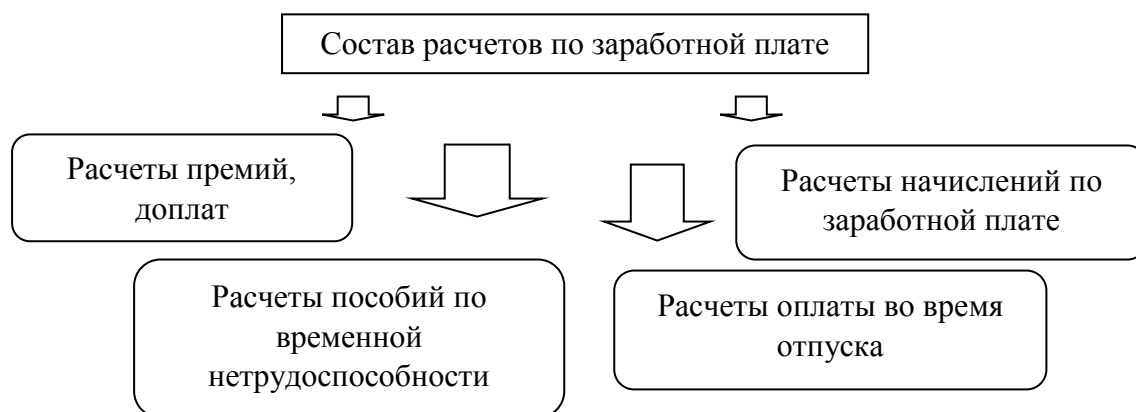 Состав расчетов по заработной плате
Расчеты премий,
доплат
Расчеты начислений по
заработной плате
Расчеты пособий по
временной
нетрудоспособности
Расчеты оплаты во время
отпуска